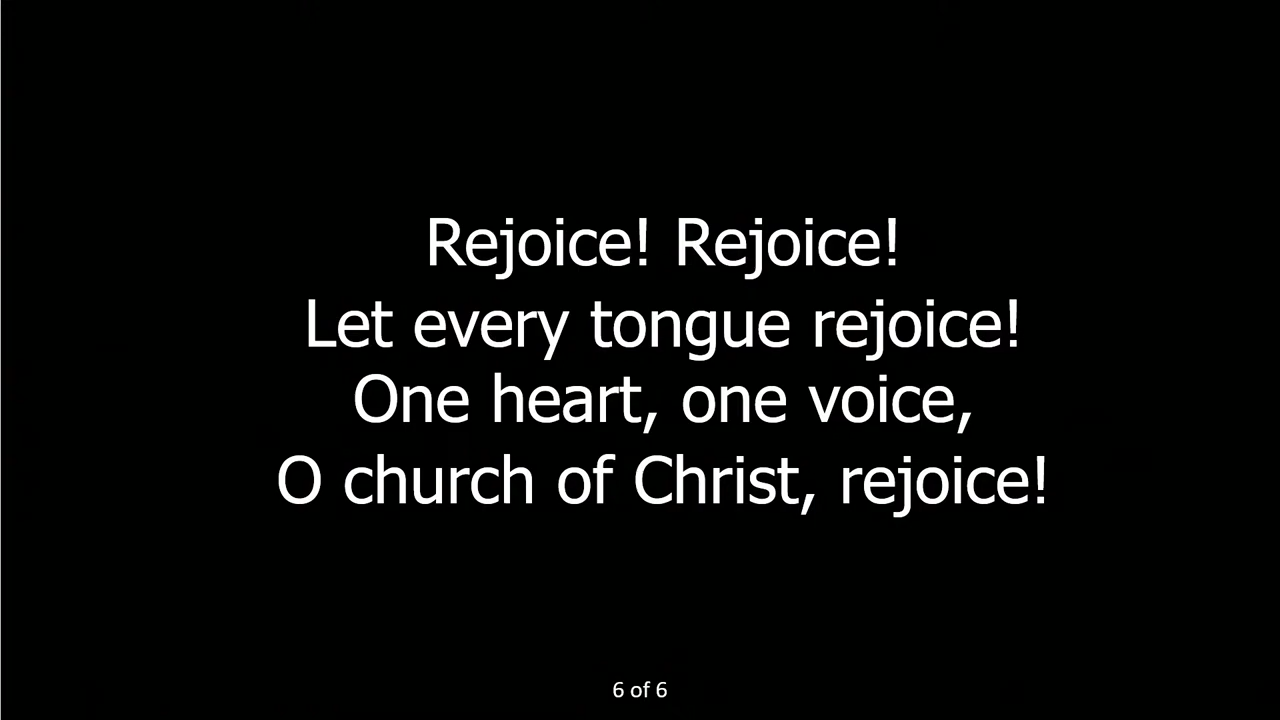 Rejoice! Rejoice!
Let every tongue rejoice!
One heart, one voice,
O church of Christ, rejoice!
6 of 6